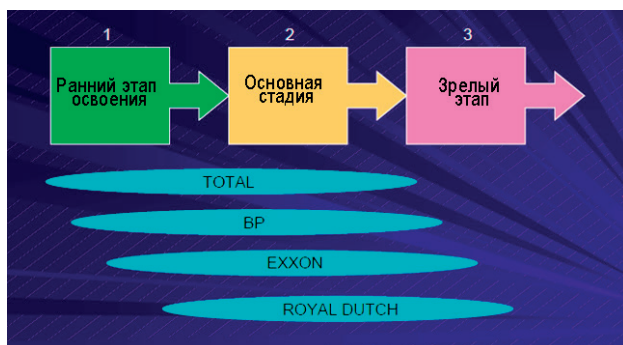 1
2
3
Ранний этап
освоения
Основная
стадия
Зрелый
этап
TOTAL
BP
EXXON
ROYAL DUTCH